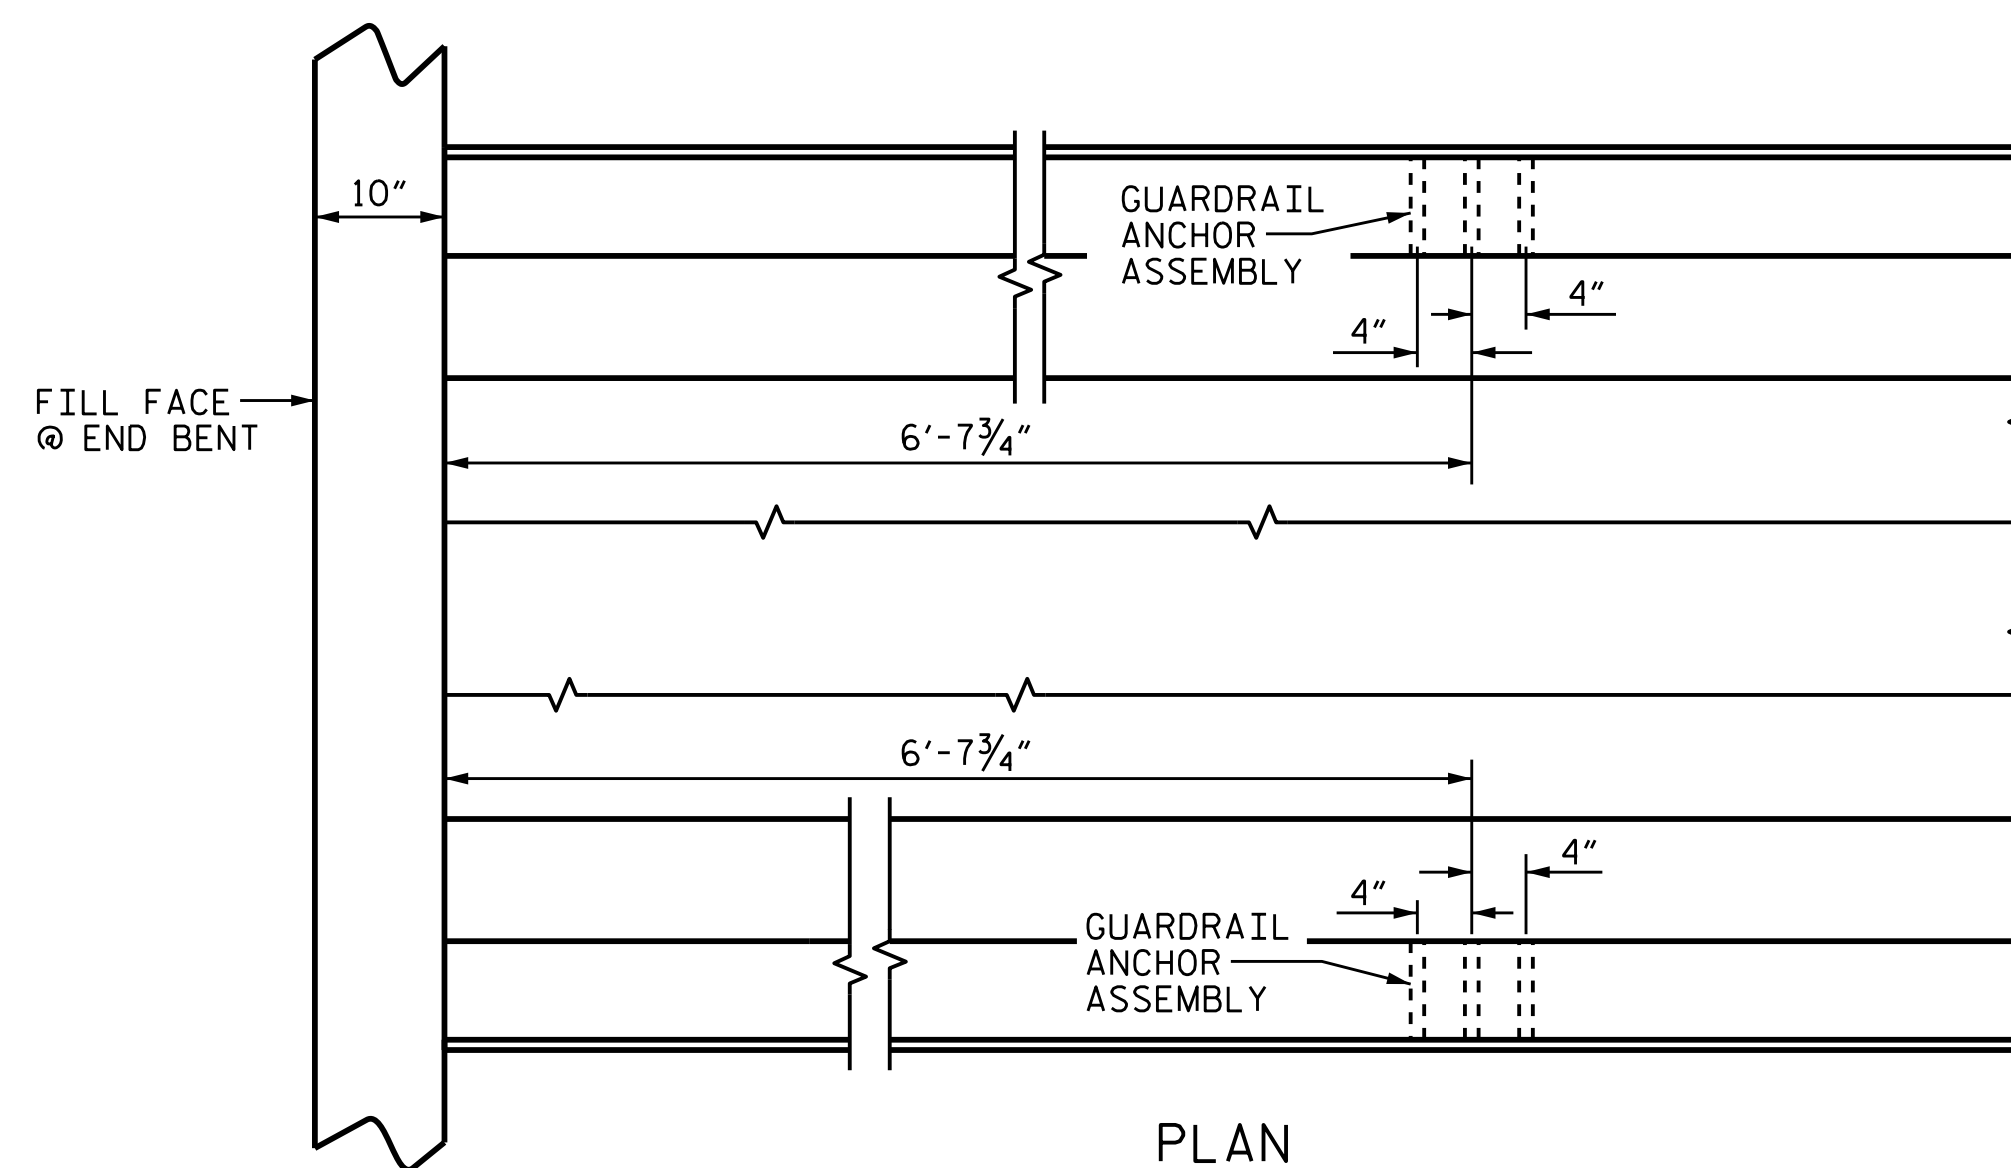 10"
GUARDRAIL
ANCHOR
ASSEMBLY
4"
4"
FILL FACE
@ END BENT
6'-7¾"
6'-7¾"
4"
4"
GUARDRAIL
ANCHOR
ASSEMBLY
PLAN